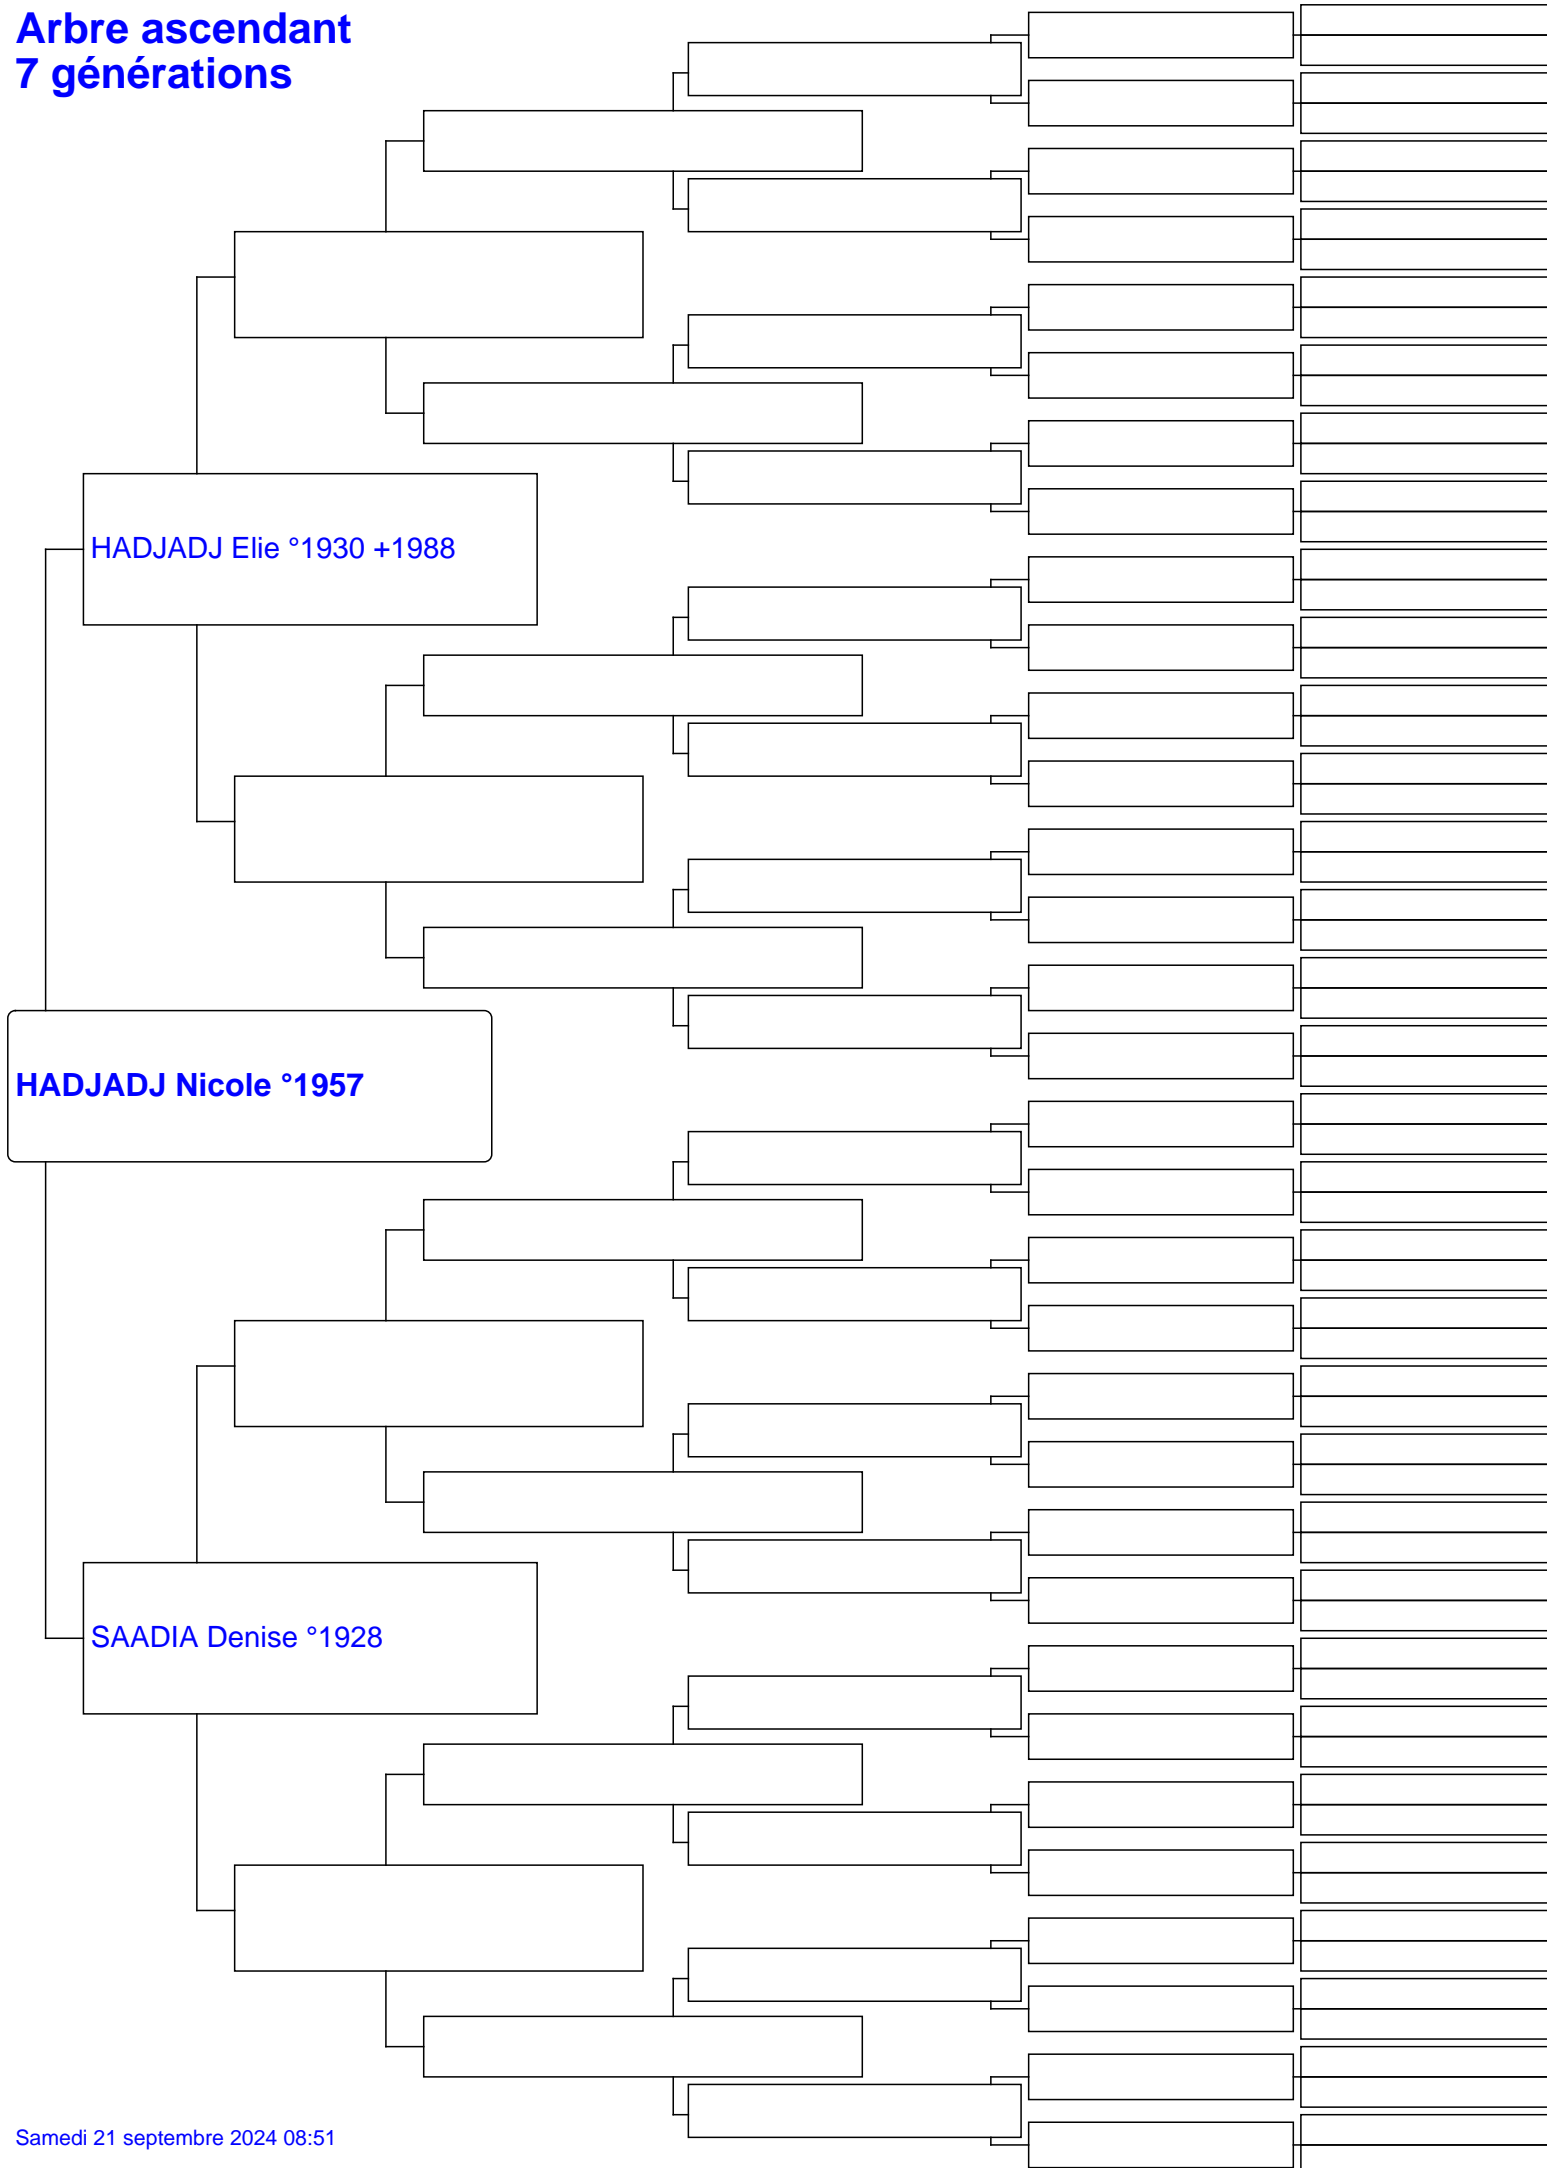 Arbre ascendant
7 générations
HADJADJ Elie °1930 +1988
HADJADJ Nicole °1957
SAADIA Denise °1928
Samedi 21 septembre 2024 08:51